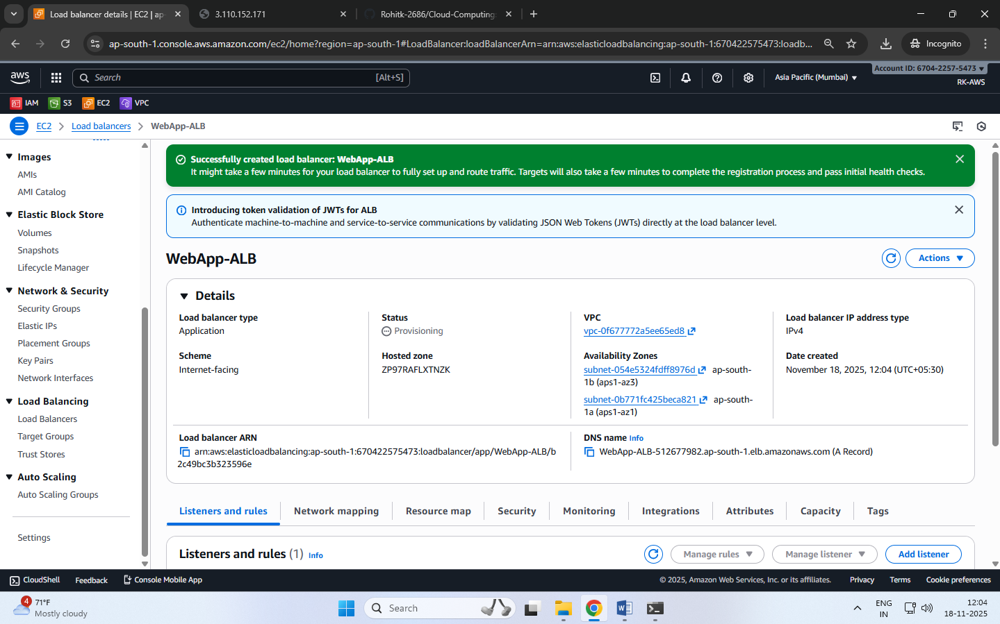 Load balancer details | EC2 | ap-
3.110.152.171
Rohitk-2686/Cloud-Computing
ap-south-1.console.aws.amazon.com/ec2/home?region=ap-south-1#LoadBalancer:loadBalancerArn=arn:aws:elasticloadbalancing:ap-south-1:670422575473:loadb...
Incognito
aws
Search
[Alt+S]
Asia Pacific (Mumbai)
Account ID: 6704-2257-5473
RK-AWS
IAM
S3
EC2
VPC
EC2
Load balancers
WebApp-ALB
Images
AMIs
AMI Catalog
Elastic Block Store
Volumes
Snapshots
Lifecycle Manager
Network & Security
Security Groups
Elastic IPs
Placement Groups
Key Pairs
Network Interfaces
Load Balancing
Load Balancers
Target Groups
Trust Stores
Auto Scaling
Auto Scaling Groups
Settings
Successfully created load balancer: WebApp-ALB
It might take a few minutes for your load balancer to fully set up and route traffic. Targets will also take a few minutes to complete the registration process and pass initial health checks.
Introducing token validation of JWTs for ALB
Authenticate machine-to-machine and service-to-service communications by validating JSON Web Tokens (JWTs) directly at the load balancer level.
WebApp-ALB
Actions
Details
Load balancer type
Application
Status
Provisioning
VPC
vpc-0f677772a5ee65ed8
Load balancer IP address type
IPv4
Scheme
Internet-facing
Hosted zone
ZP97RAFLXTNZK
Availability Zones
subnet-054e5324fdff8976d ap-south-
1b (aps1-az3)
subnet-0b771fc425beca821 ap-south-
1a (aps1-az1)
Date created
November 18, 2025, 12:04 (UTC+05:30)
Load balancer ARN
arn:aws:elasticloadbalancing:ap-south-1:670422575473:loadbalancer/app/WebApp-ALB/b
2c49bc3b323596e
DNS name Info
WebApp-ALB-512677982.ap-south-1.elb.amazonaws.com (A Record)
Listeners and rules
Network mapping
Resource map
Security
Monitoring
Integrations
Attributes
Capacity
Tags
Listeners and rules (1) Info
Manage rules
Manage listener
Add listener
CloudShell
Feedback
Console Mobile App
© 2025, Amazon Web Services, Inc. or its affiliates.
Privacy
Terms
Cookie preferences
4
71°F
Mostly cloudy
Search
ENG
IN
12:04
18-11-2025